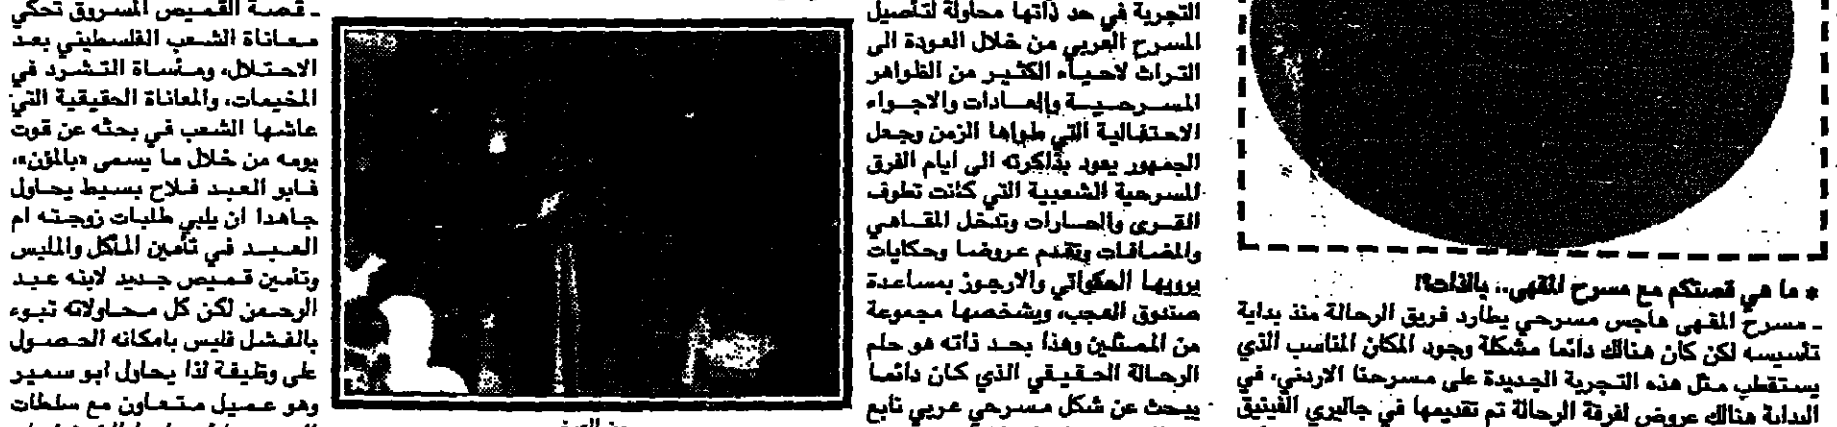 * ما هي قصتكم مع مسرح المقهى.. بالذات؟!
ـ مسرح المقهى هاجس مسرحي يطارد فريق الرحالة منذ بداية
تأسيسه لكن كان هنالك دائما مشكلة وجود المكان المناسب الذي
يستقطب مثل هذه التجربة الجديدة على مسرحنا الاردني، في
البداية هنالك عروض لفرقة الرحالة تم تقديمها في جاليري الفينيق
التجربة في حد ذاتها محاولة لتأصيل
المسرح العربي من خلال العودة الى
التراث لاحياء الكثير من الظواهر
المسرحية والعادات والاجواء
الاحتفالية التي طواها الزمن وجعل
الجمهور يعود بذاكرته الى ايام الفرق
المسرحية الشعبية التي كانت تطوف
القرى والحارات وتدخل المقاهي
والمضافات وتقدم عروضا وحكايات
يرويها الحكواتي والارجوز بمساعدة
صندوق العجب، ويشخصها مجموعة
من الممثلين وهذا بحد ذاته هو حلم
الرحالة الحقيقي الذي كان دائما
يبحث عن شكل مسرحي عربي نابع
ـ قصة القميص المسروق تحكي
معاناة الشعب الفلسطيني بعد
الاحتلال، ومأساة التشرد في
المخيمات، والمعاناة الحقيقية التي
عاشها الشعب في بحثه عن قوت
يومه من خلال ما يسمى «بالمؤن»،
فابو العبد فلاح بسيط يحاول
جاهدا ان يلبي طلبات زوجته ام
العبد في تأمين المأكل والملبس
وتأمين قميص جديد لابنه عبد
الرحمن لكن كل محاولاته تبوء
بالفشل فليس بامكانه الحصول
على وظيفة لذا يحاول ابو سمير
وهو عميل متعاون مع سلطات